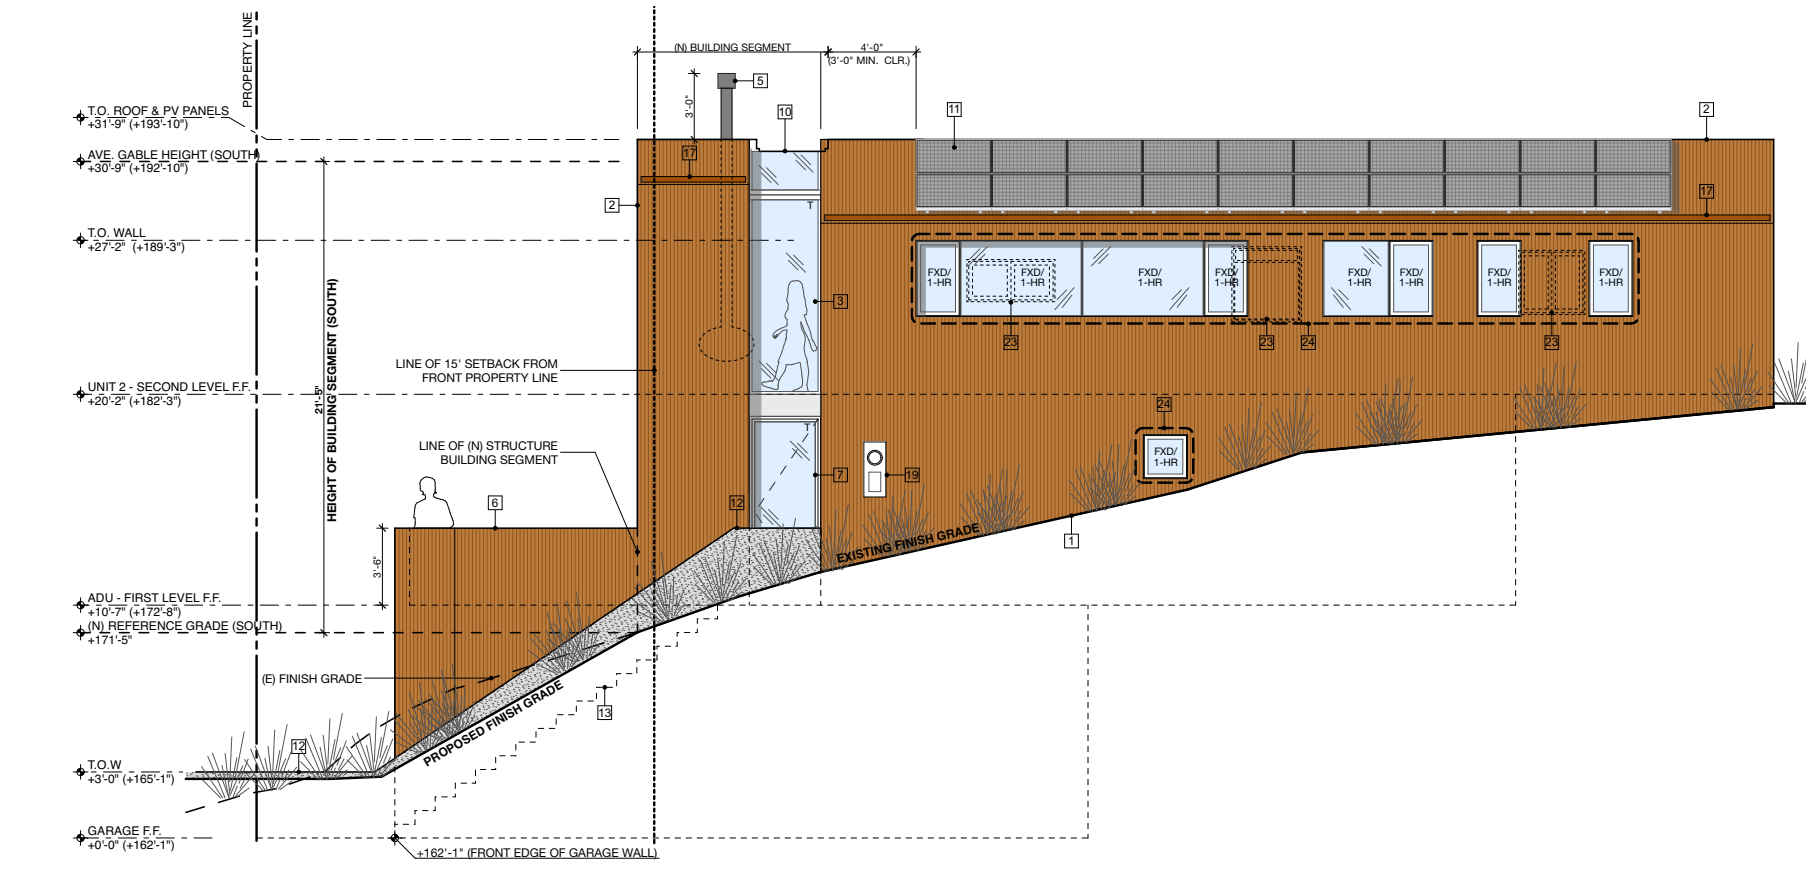 PROPERTY LINE
(N) BUILDING SEGMENT
4'-0"
(3'-0" MIN. CLR.)
3'-0"
5
10
11
2
T.O. ROOF & PV PANELS
+31'-9" (+193'-10")
AVE. GABLE HEIGHT (SOUTH)
+30'-9" (+192'-10")
17
17
2
T
T.O. WALL
+27'-2" (+189'-3")
FXD/
1-HR
FXD/
1-HR
FXD/
1-HR
FXD/
1-HR
FXD/
1-HR
FXD/
1-HR
FXD/
1-HR
FXD/
1-HR
3
23
23
24
23
21'-5"
HEIGHT OF BUILDING SEGMENT (SOUTH)
LINE OF 15' SETBACK FROM
FRONT PROPERTY LINE
UNIT 2 - SECOND LEVEL F.F.
+20'-2" (+182'-3")
24
T
LINE OF (N) STRUCTURE
BUILDING SEGMENT
FXD/
1-HR
7
19
6
12
EXISTING FINISH GRADE
1
3'-6"
ADU - FIRST LEVEL F.F.
+10'-7" (+172'-8")
(N) REFERENCE GRADE (SOUTH)
+171'-5"
(E) FINISH GRADE
PROPOSED FINISH GRADE
13
12
T.O.W
+3'-0" (+165'-1")
GARAGE F.F.
+0'-0" (+162'-1")
+162'-1" (FRONT EDGE OF GARAGE WALL)